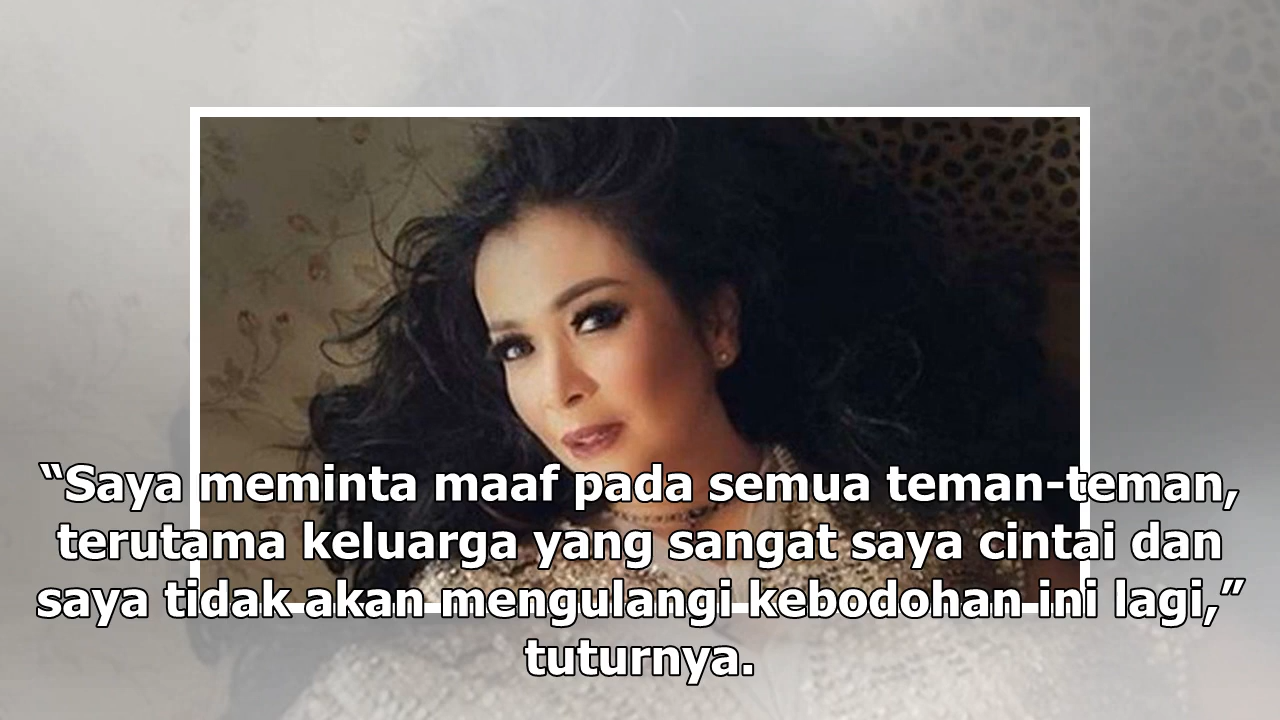 “Saya meminta maaf pada semua teman-teman,
terutama keluarga yang sangat saya cintai dan
saya tidak akan mengulangi kebodohan ini lagi,”
tuturnya.